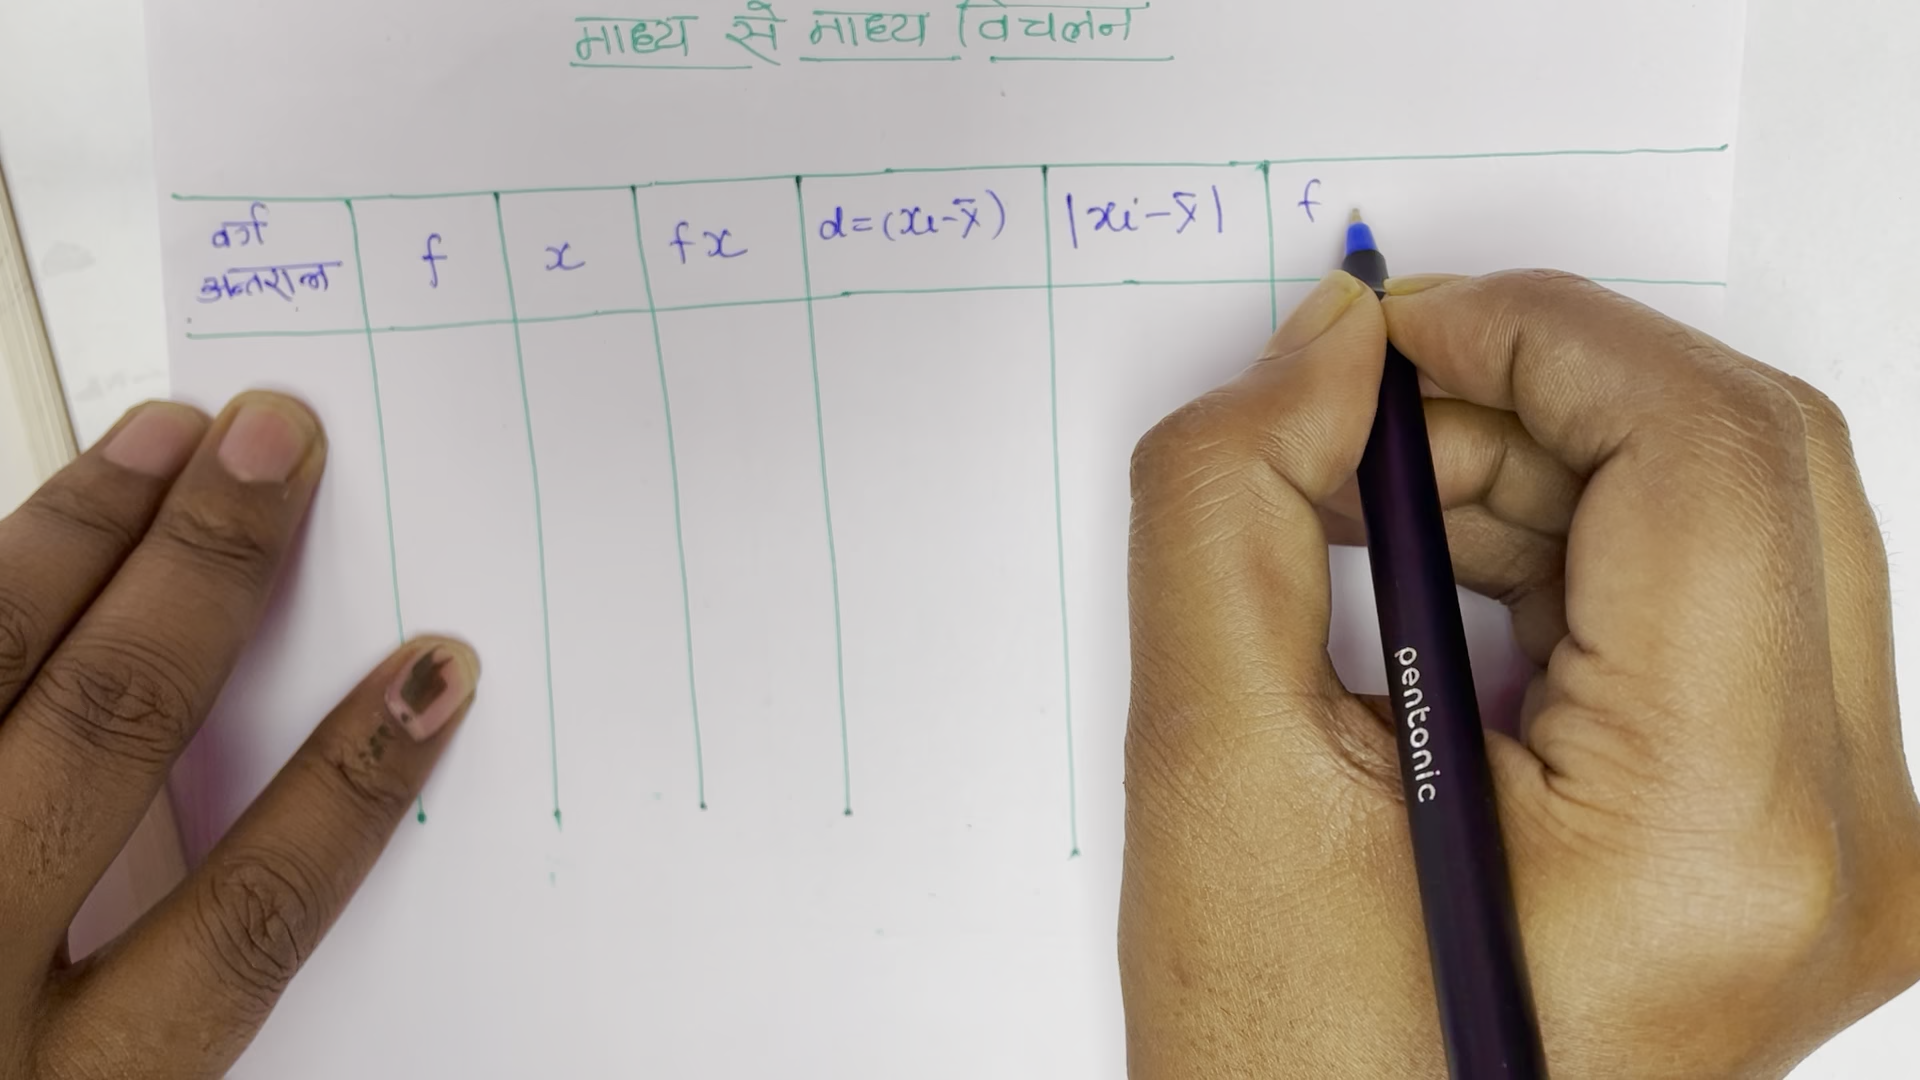 माध्य से माध्य विचलन
वर्ग अन्तराल f x fx d=(xi-x̄) |xi-x̄| f
pentonic